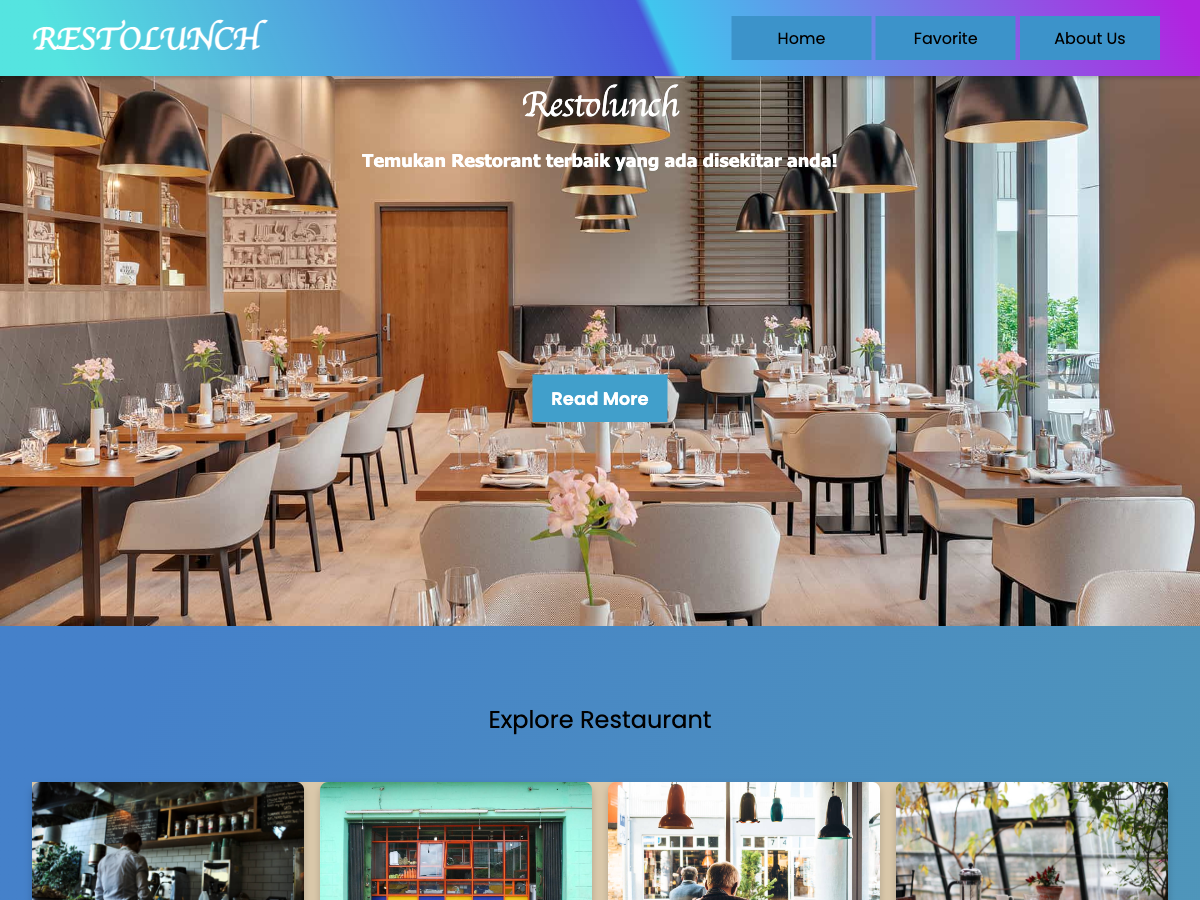 RESTOLUNCH
Home
Favorite
About Us
Restolunch
Temukan Restorant terbaik yang ada disekitar anda!
Read More
Explore Restaurant